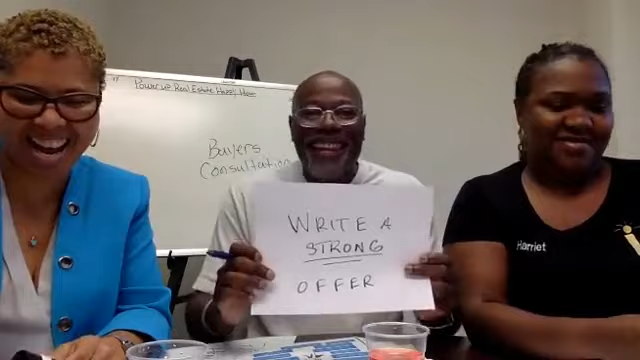 Power up Real Estate Happy Hour
Buyers
Consultation
WRITE A
STRONG
OFFER
Harriet